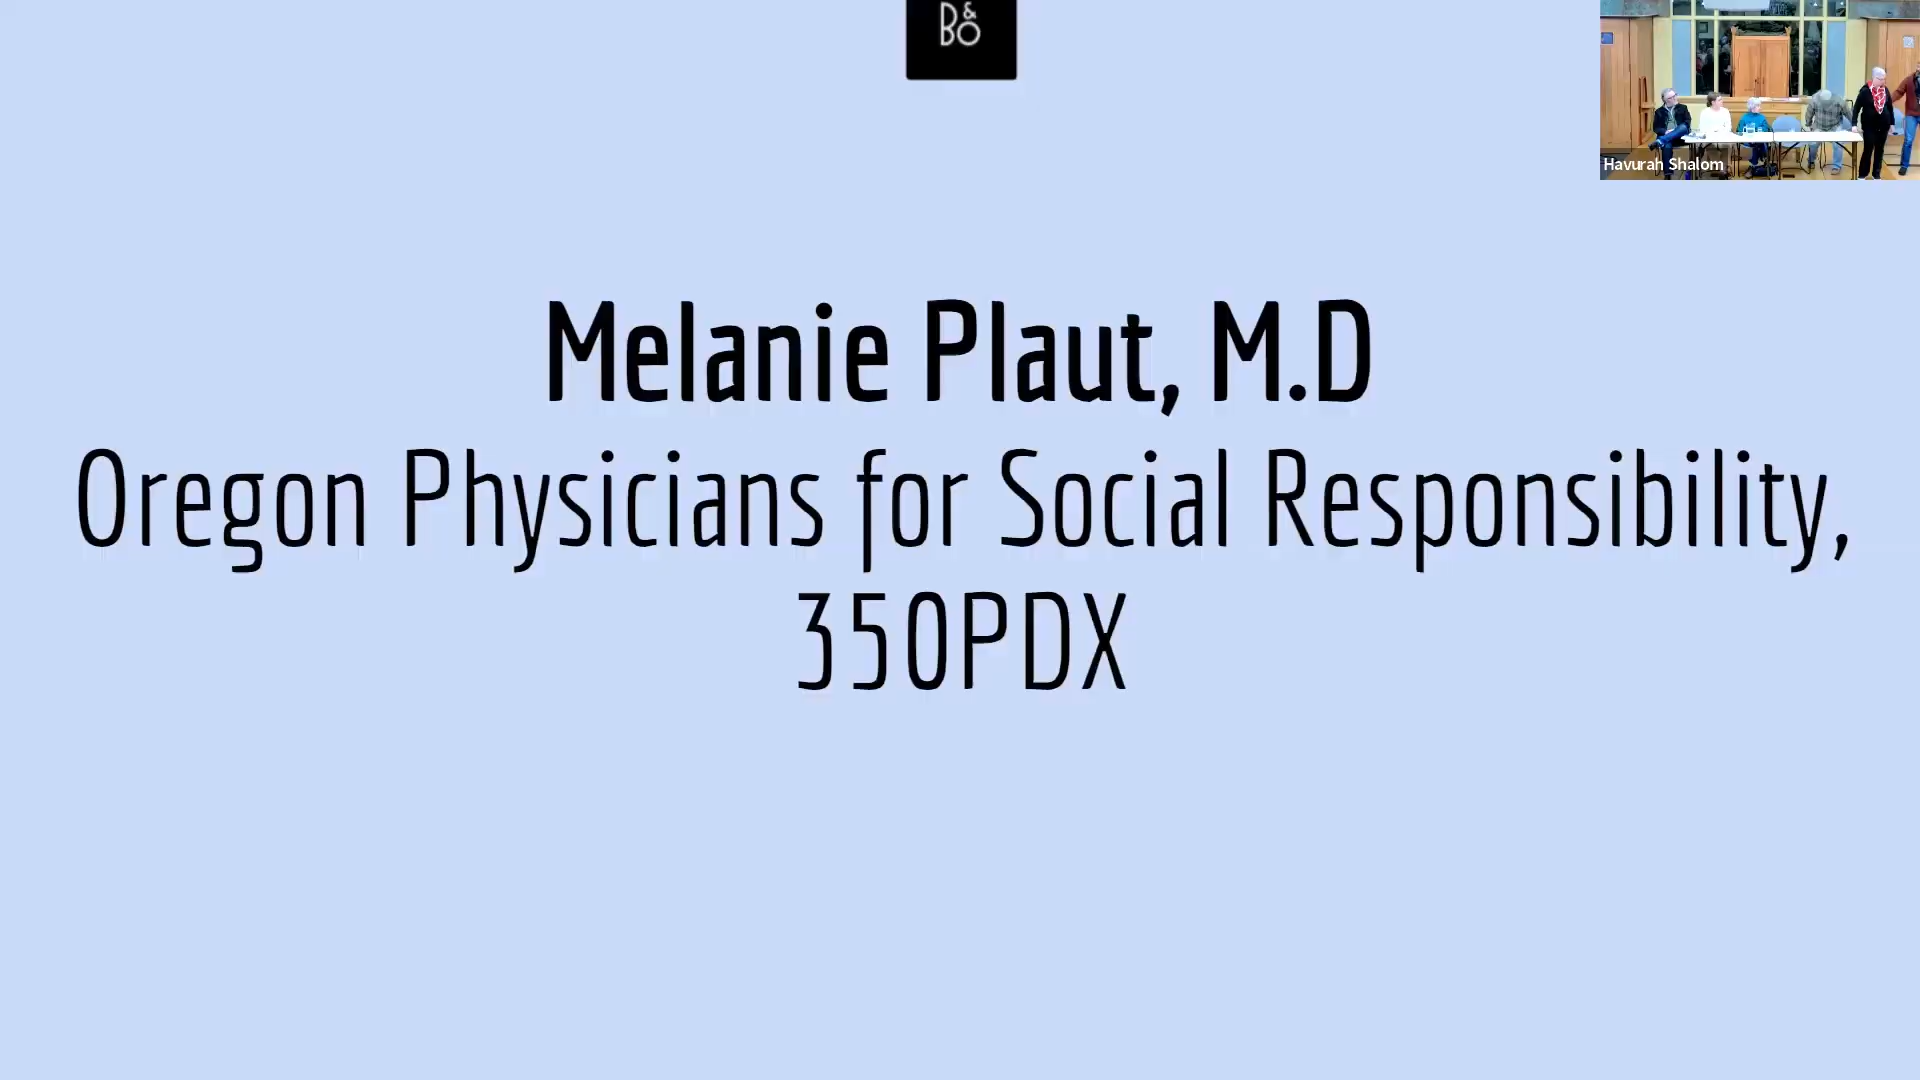 B&O
Havurah Shalom
Melanie Plaut, M.D
Oregon Physicians for Social Responsibility,
350PDX